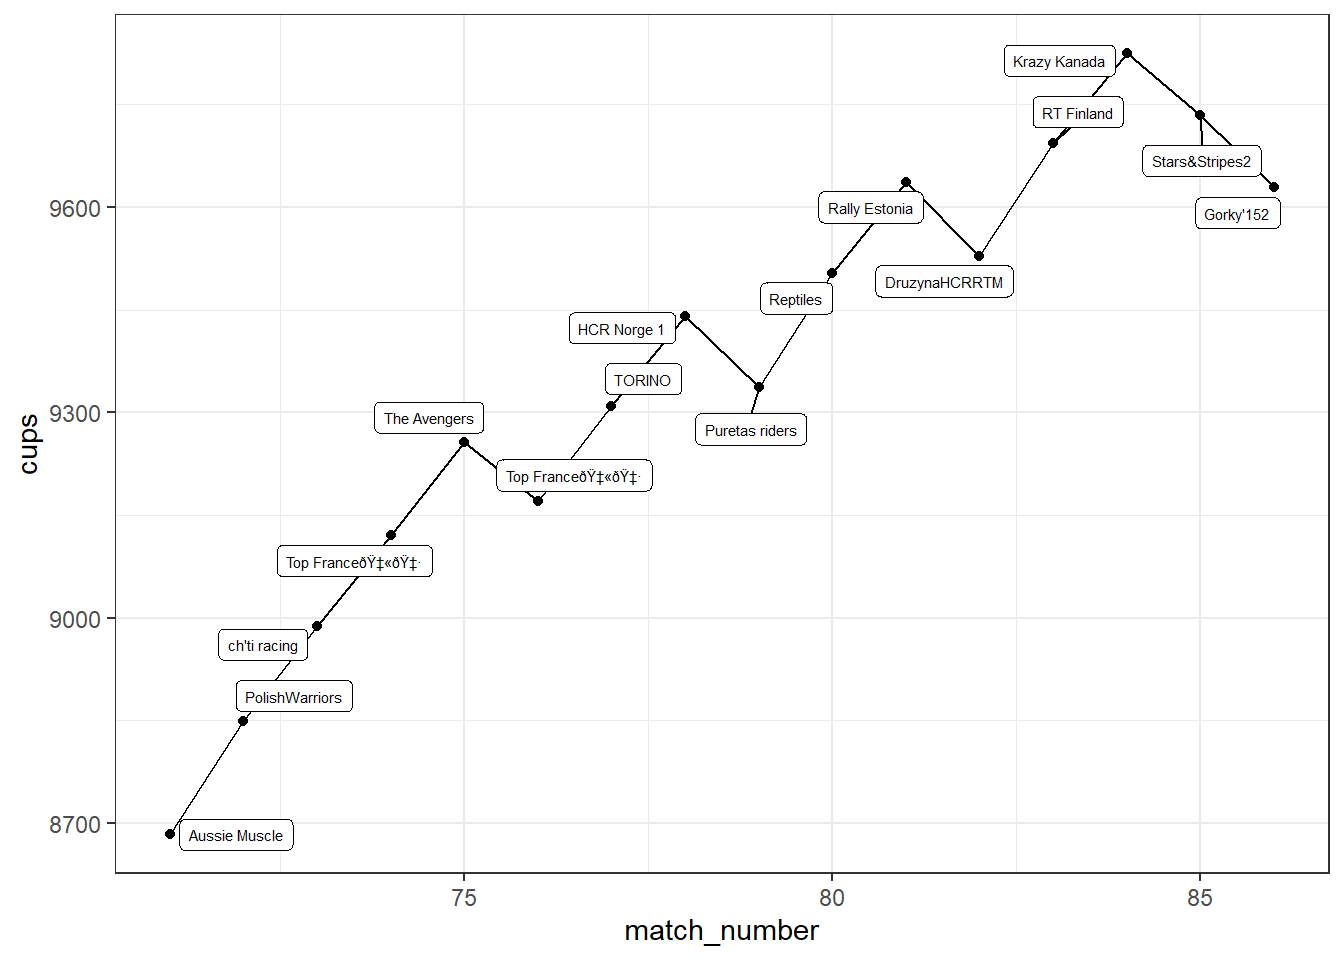 Krazy Kanada
RT Finland
Stars&Stripes2
9600
Rally Estonia
Gorky'152
DruzynaHCRRTM
Reptiles
HCR Norge 1
TORINO
9300
The Avengers
Puretas riders
cups
Top FranceðŸ‡«ðŸ‡·
Top FranceðŸ‡«ðŸ‡·
9000
ch'ti racing
PolishWarriors
8700
Aussie Muscle
75
80
85
match_number